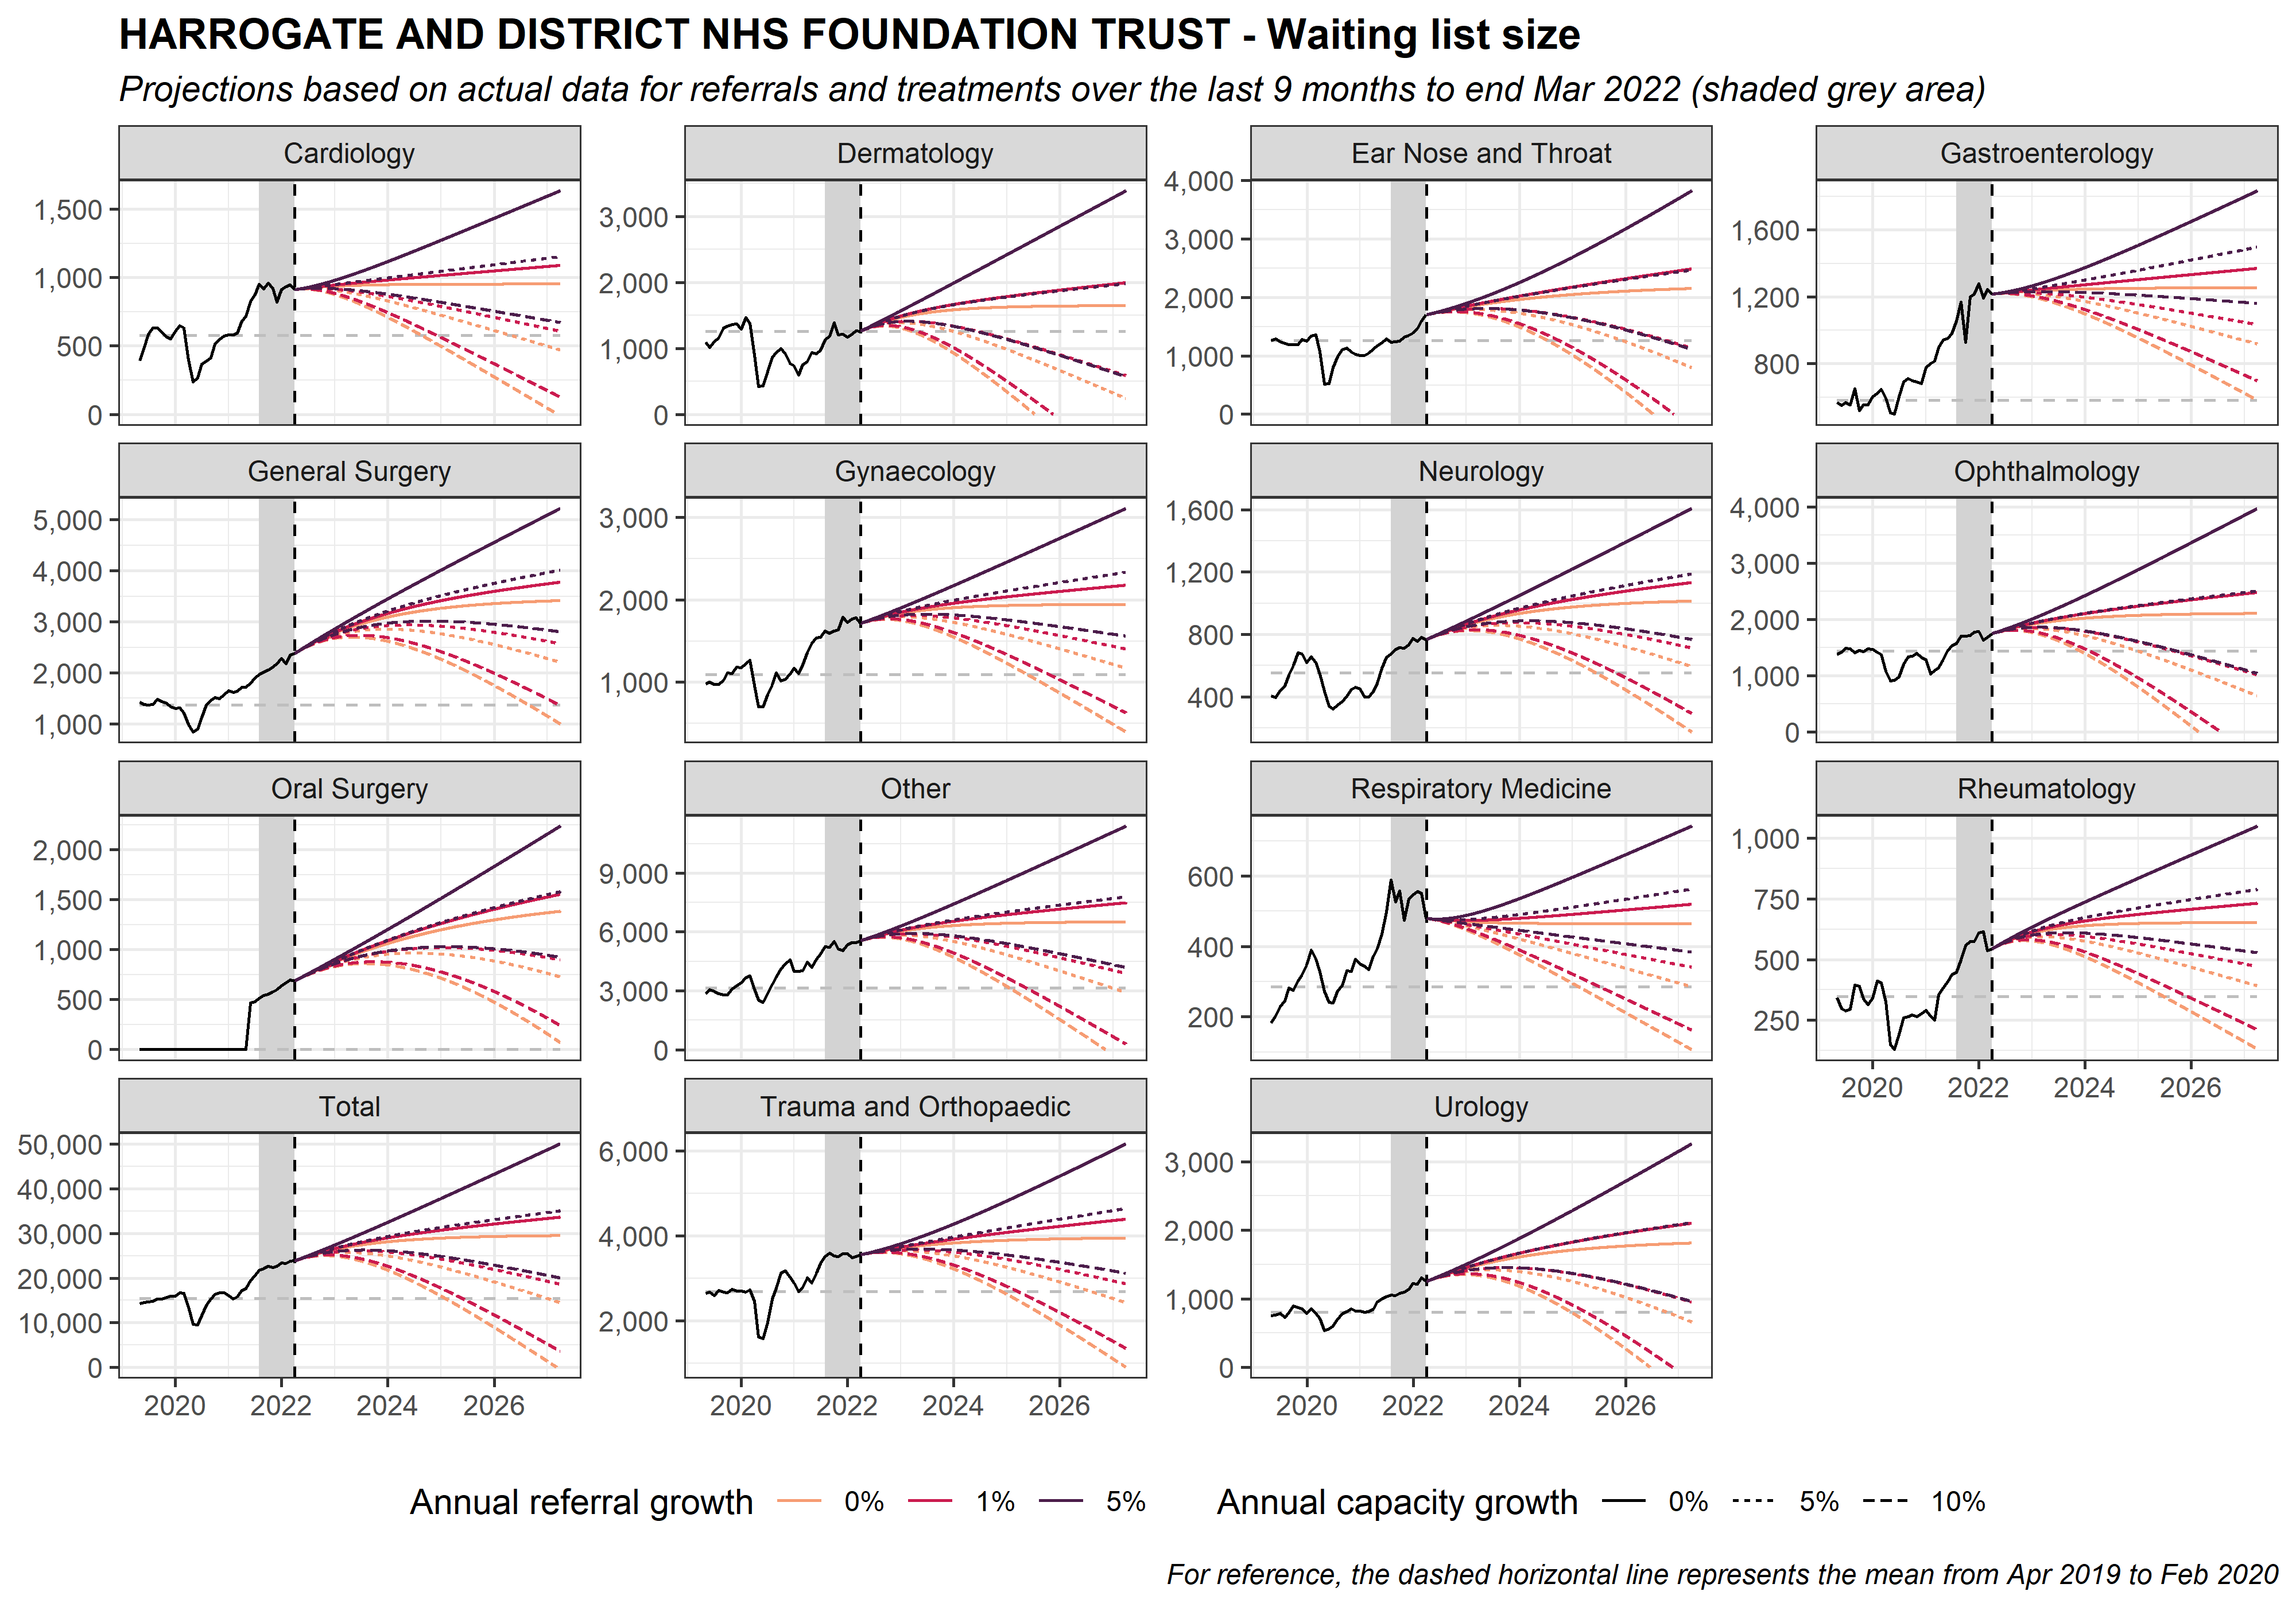 HARROGATE AND DISTRICT NHS FOUNDATION TRUST - Waiting list size
Projections based on actual data for referrals and treatments over the last 9 months to end Mar 2022 (shaded grey area)
Cardiology
1,500
1,000
500
0
Dermatology
3,000
2,000
1,000
0
Ear Nose and Throat
4,000
3,000
2,000
1,000
0
Gastroenterology
1,600
1,200
800
General Surgery
5,000
4,000
3,000
2,000
1,000
Gynaecology
3,000
2,000
1,000
Neurology
1,600
1,200
800
400
Ophthalmology
4,000
3,000
2,000
1,000
0
Oral Surgery
2,000
1,500
1,000
500
0
Other
9,000
6,000
3,000
0
Respiratory Medicine
600
400
200
Rheumatology
1,000
750
500
250
2020 2022 2024 2026
Total
50,000
40,000
30,000
20,000
10,000
0
2020 2022 2024 2026
Trauma and Orthopaedic
6,000
4,000
2,000
2020 2022 2024 2026
Urology
3,000
2,000
1,000
0
2020 2022 2024 2026
Annual referral growth 0% 1% 5%
Annual capacity growth 0% 5% 10%
For reference, the dashed horizontal line represents the mean from Apr 2019 to Feb 2020